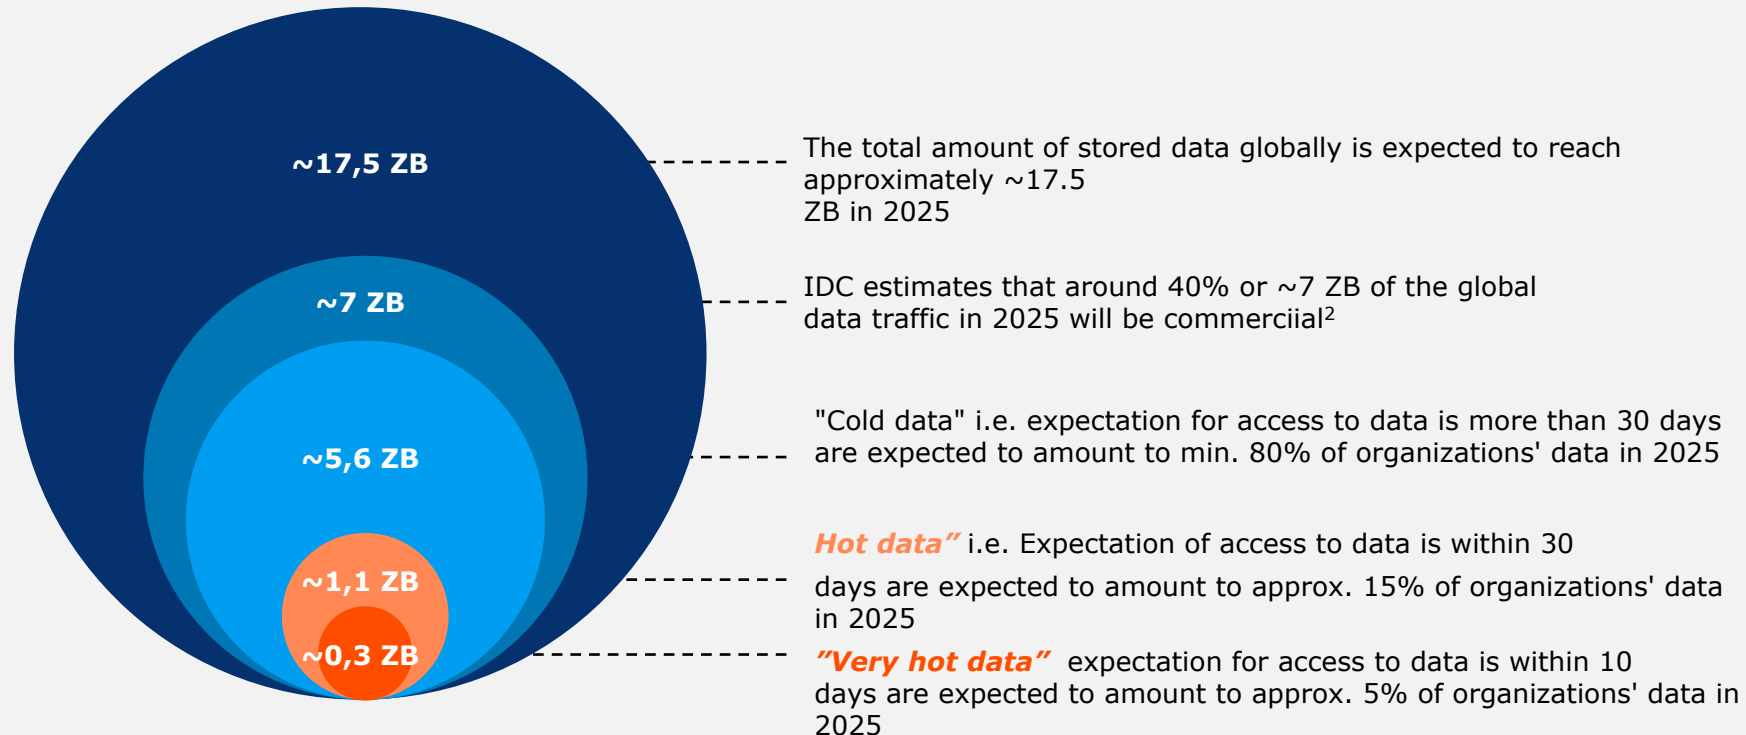 ~17,5 ZB
The total amount of stored data globally is expected to reach
approximately ~17.5
ZB in 2025
~7 ZB
IDC estimates that around 40% or ~7 ZB of the global
data traffic in 2025 will be commerciial²
~5,6 ZB
"Cold data" i.e. expectation for access to data is more than 30 days
are expected to amount to min. 80% of organizations' data in 2025
~1,1 ZB
Hot data” i.e. Expectation of access to data is within 30
days are expected to amount to approx. 15% of organizations' data
in 2025
~0,3 ZB
”Very hot data” expectation for access to data is within 10
days are expected to amount to approx. 5% of organizations' data in
2025